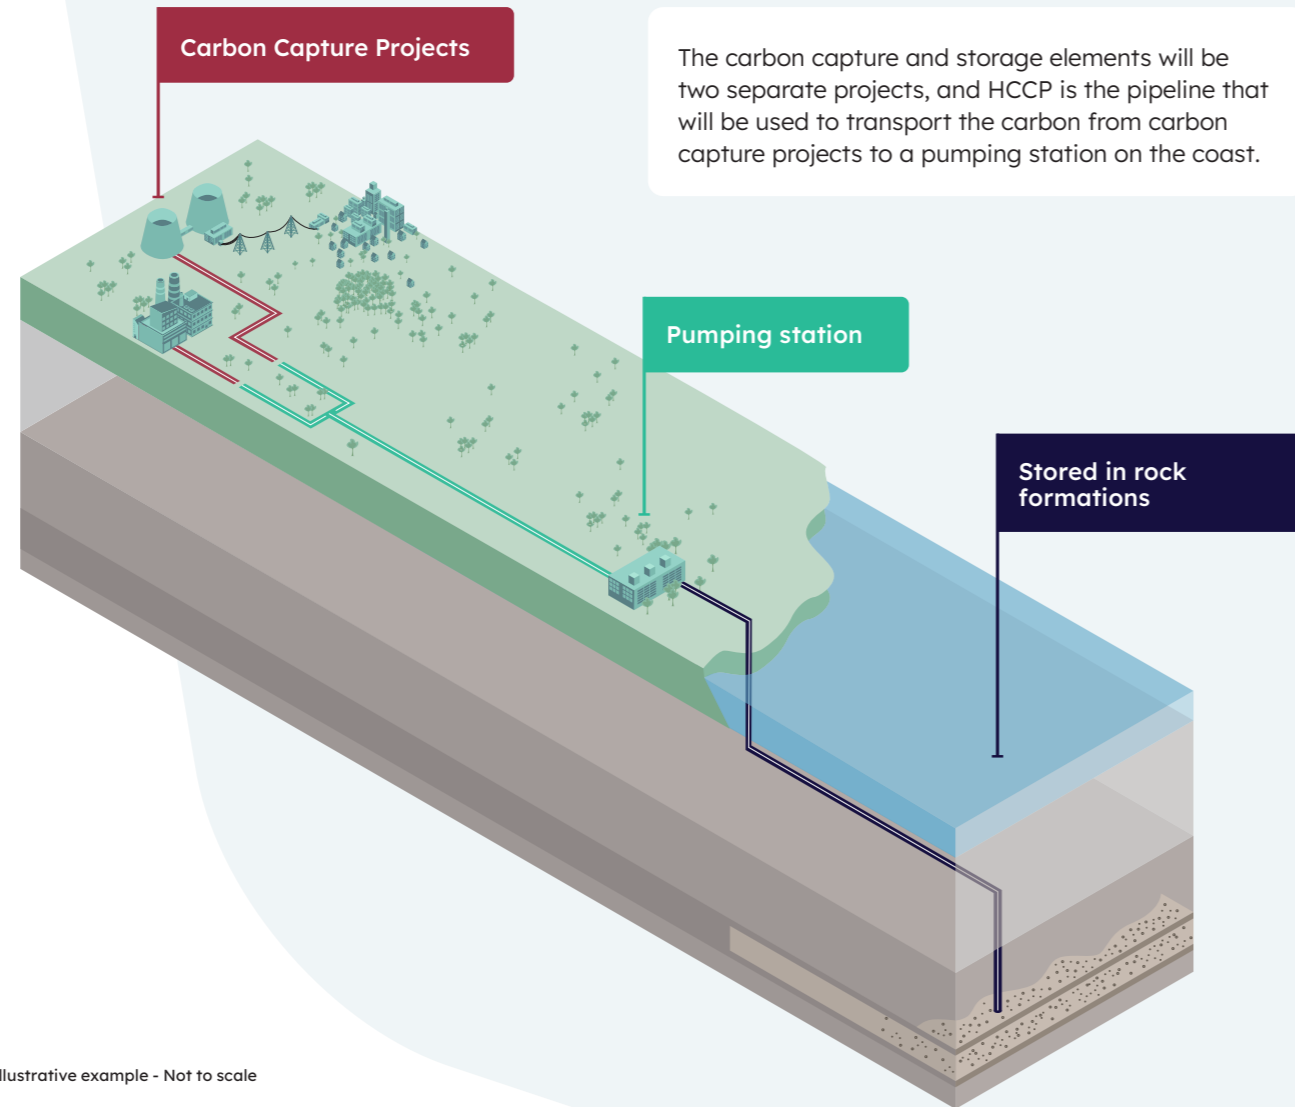 Carbon Capture Projects
The carbon capture and storage elements will be
two separate projects, and HCCP is the pipeline that
will be used to transport the carbon from carbon
capture projects to a pumping station on the coast.
Pumping station
Stored in rock
formations
llustrative example - Not to scale